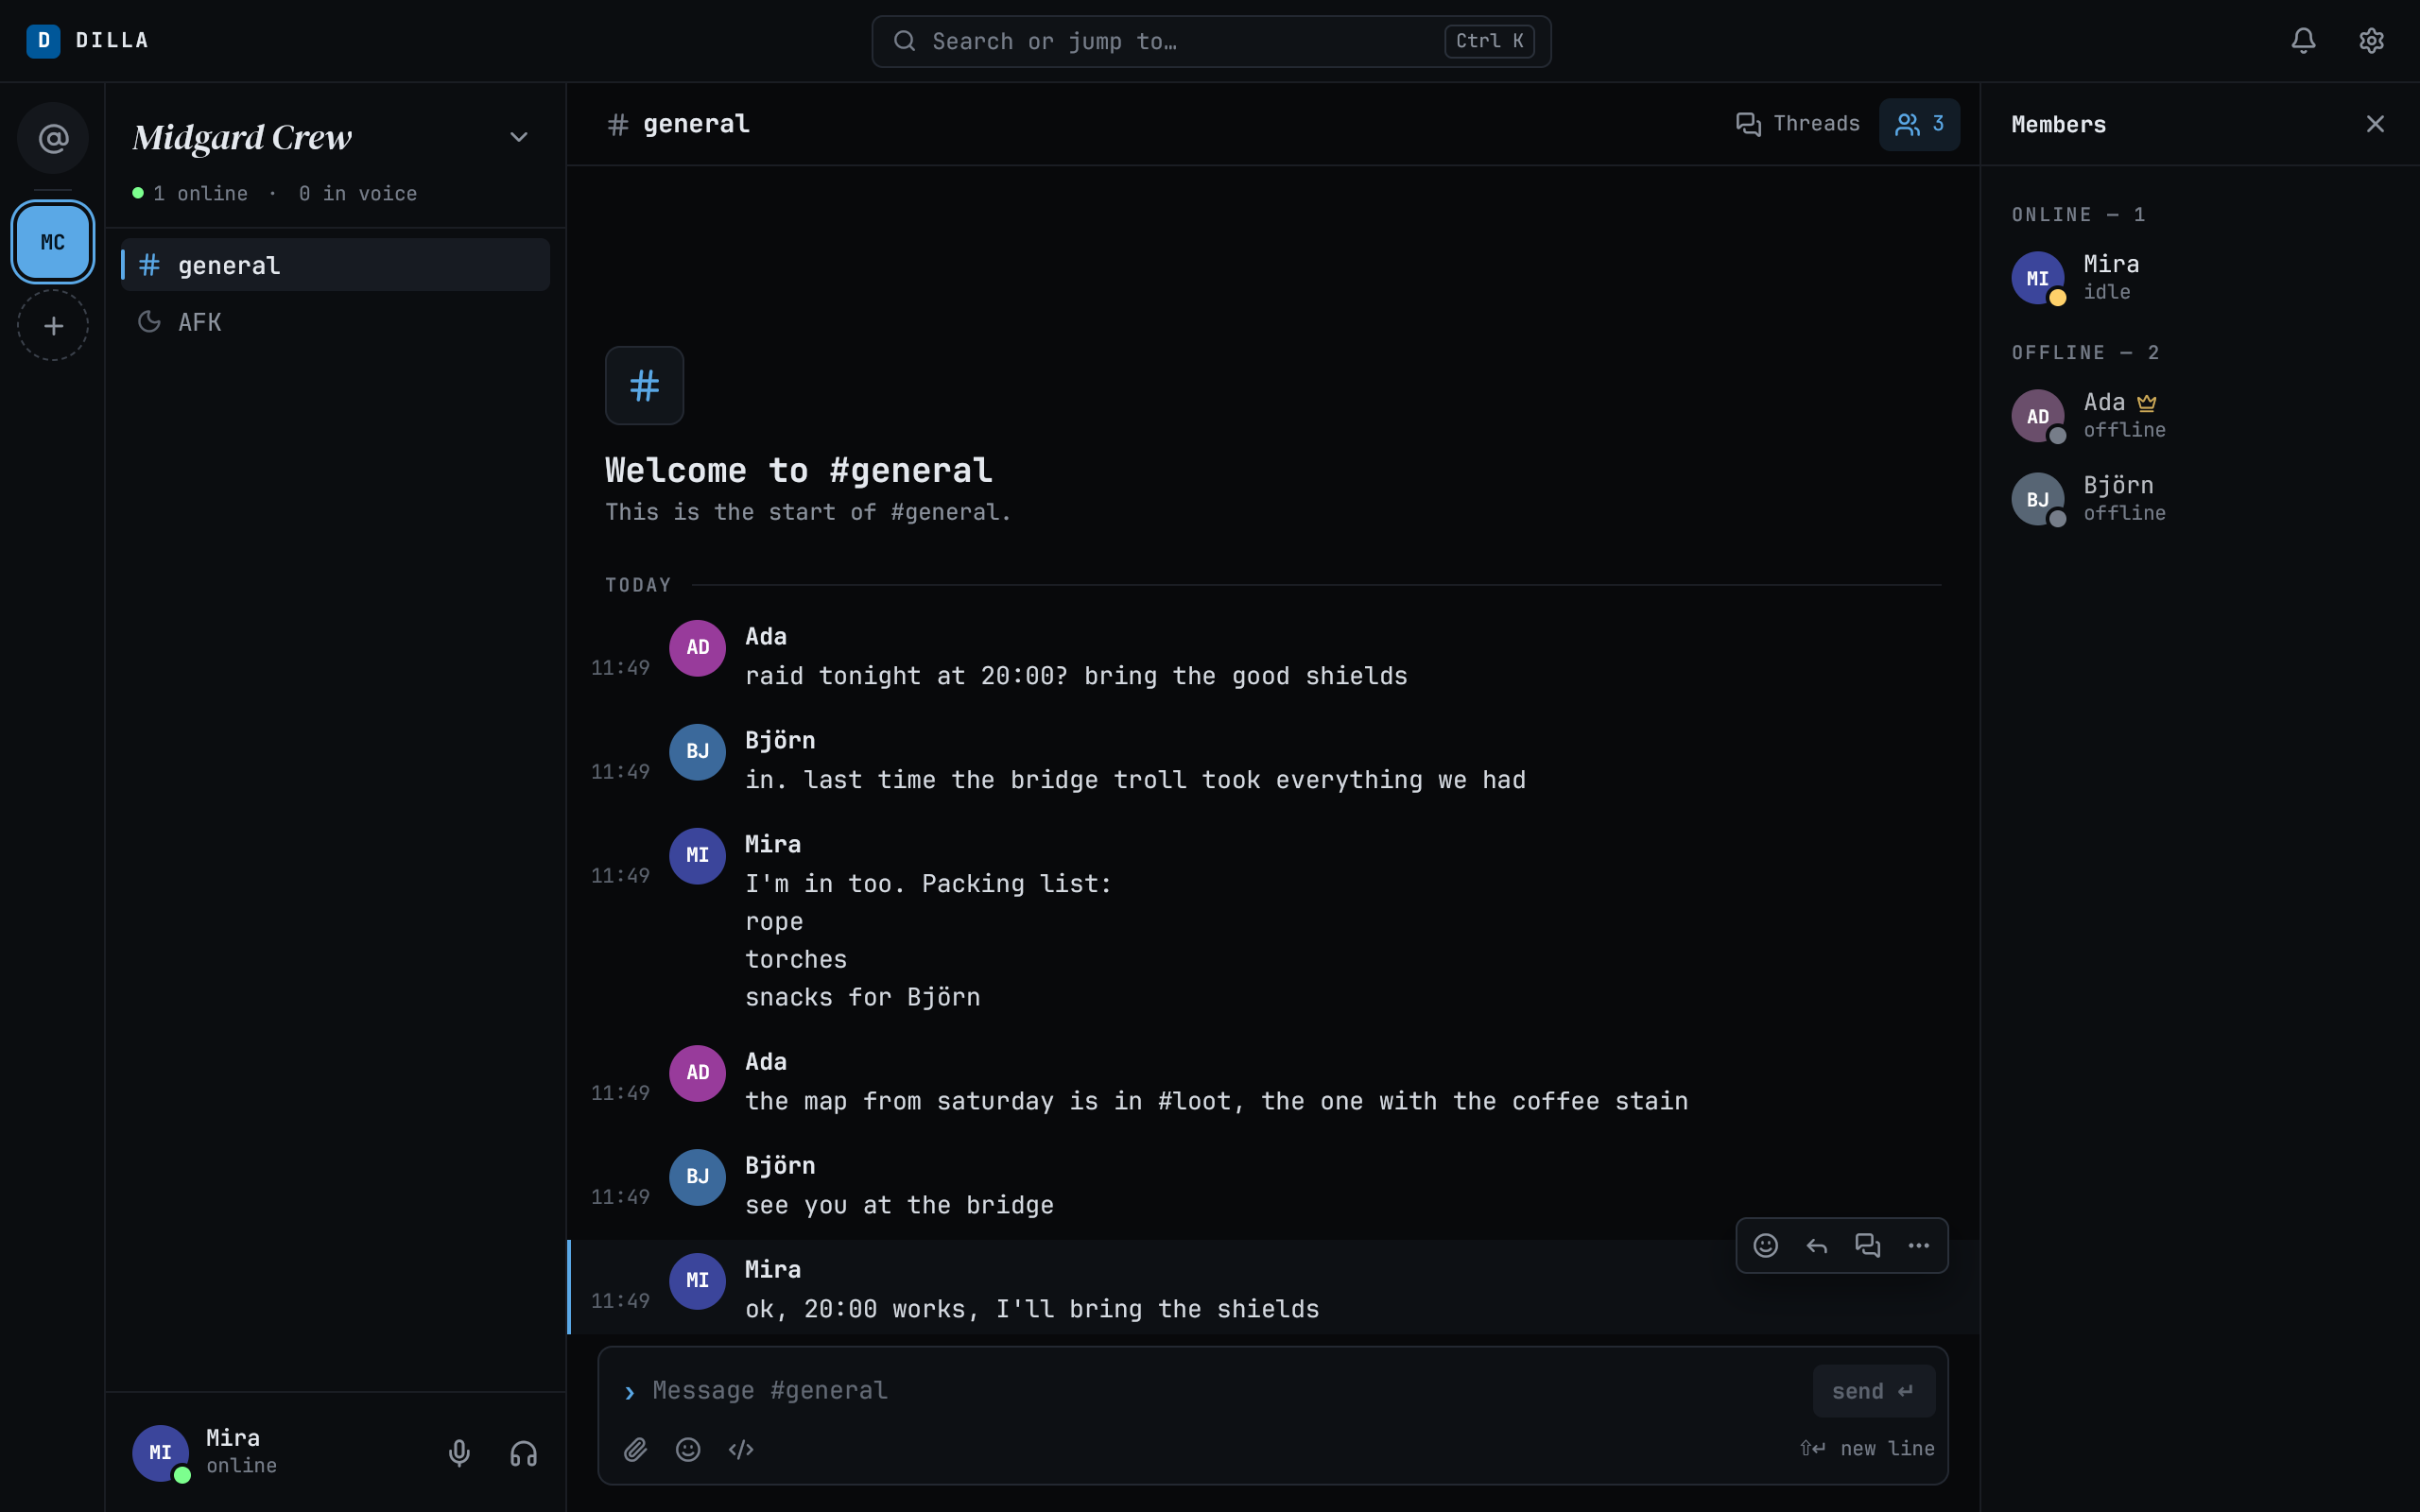 D DILLA
Search or jump to…
Ctrl K
MC
Midgard Crew
1 online · 0 in voice
# general
AFK
Mira
online
MI
# general
Threads
3
#
Welcome to #general
This is the start of #general.
TODAY
AD
Ada
11:49
raid tonight at 20:00? bring the good shields
BJ
Björn
11:49
in. last time the bridge troll took everything we had
MI
Mira
11:49
I'm in too. Packing list:
rope
torches
snacks for Björn
AD
Ada
11:49
the map from saturday is in #loot, the one with the coffee stain
BJ
Björn
11:49
see you at the bridge
MI
Mira
11:49
ok, 20:00 works, I'll bring the shields
› Message #general
send ↵
⇧↵ new line
Members
ONLINE — 1
MI
Mira
idle
OFFLINE — 2
AD
Ada
offline
BJ
Björn
offline